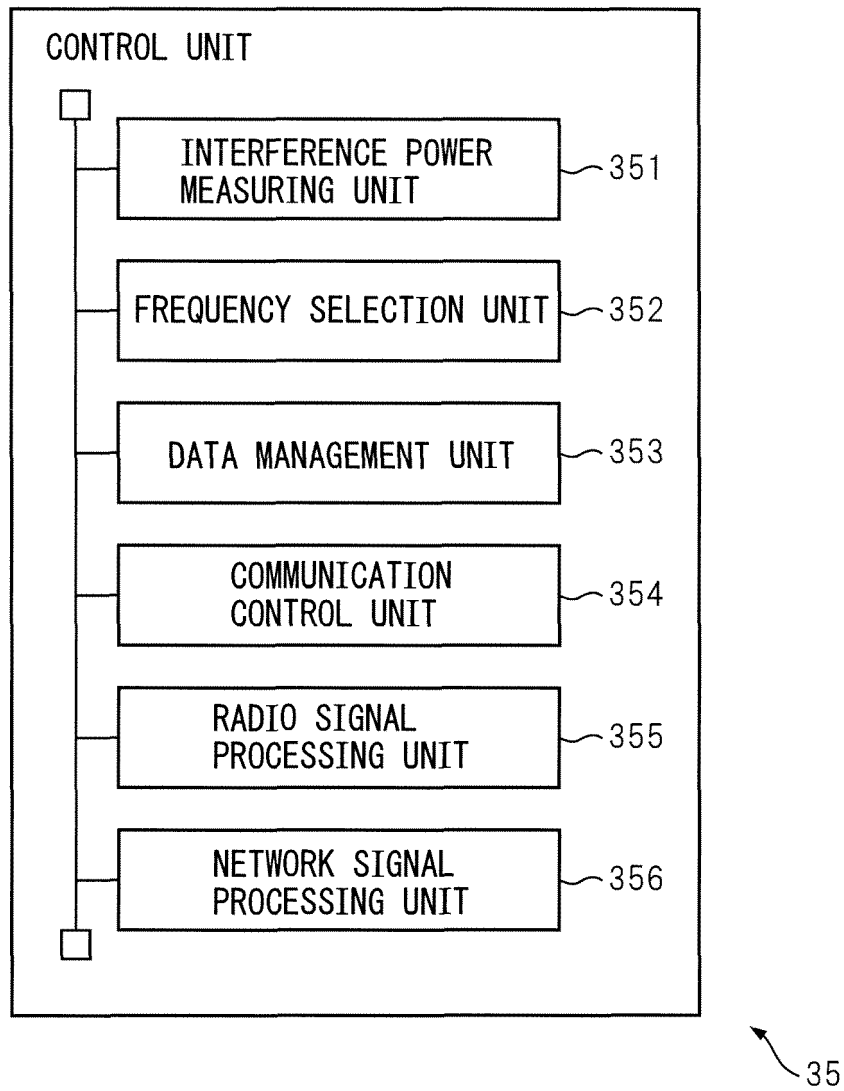 CONTROL UNIT
INTERFERENCE POWER
MEASURING UNIT
351
FREQUENCY SELECTION UNIT
352
DATA MANAGEMENT UNIT
353
COMMUNICATION
CONTROL UNIT
354
RADIO SIGNAL
PROCESSING UNIT
355
NETWORK SIGNAL
PROCESSING UNIT
356
35